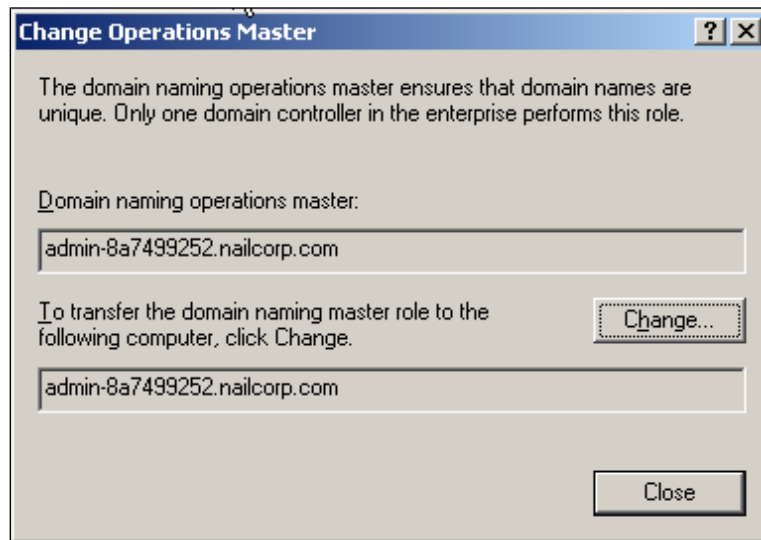 Change Operations Master
The domain naming operations master ensures that domain names are
unique. Only one domain controller in the enterprise performs this role.
Domain naming operations master:
admin-8a7499252.nailcorp.com
To transfer the domain naming master role to the
following computer, click Change.
Change...
admin-8a7499252.nailcorp.com
Close